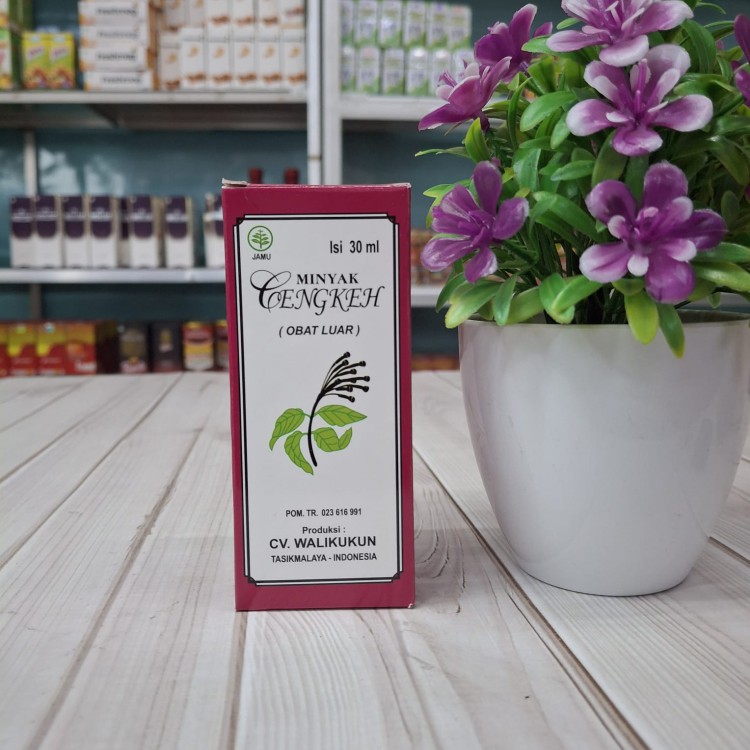 JAMU
Isi 30 ml
MINYAK
CENGKEH
( OBAT LUAR )
POM. TR. 023 616 991
Produksi :
CV. WALIKUKUN
TASIKMALAYA - INDONESIA